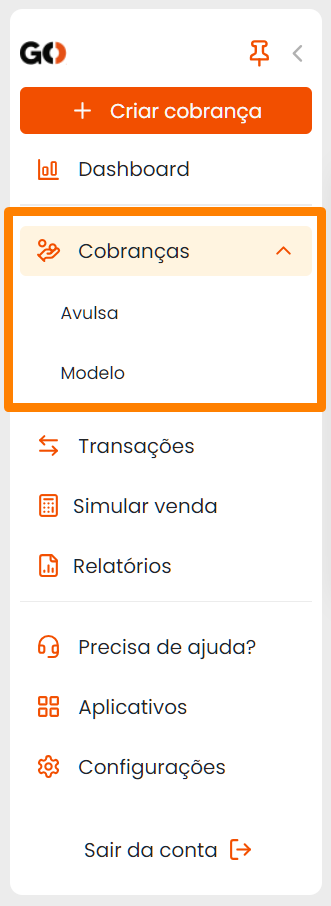 GO
Criar cobrança
Dashboard
Cobranças
Avulsa
Modelo
Transações
Simular venda
Relatórios
Precisa de ajuda?
Aplicativos
Configurações
Sair da conta